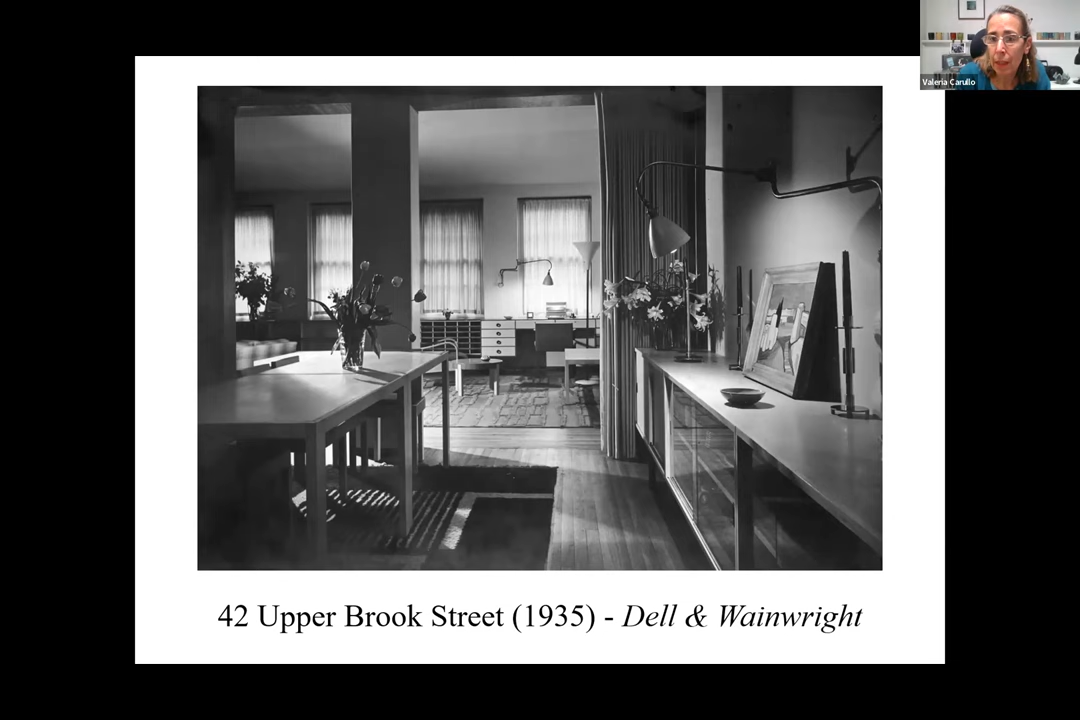 Valeria Carullo
42 Upper Brook Street (1935) - Dell & Wainwright